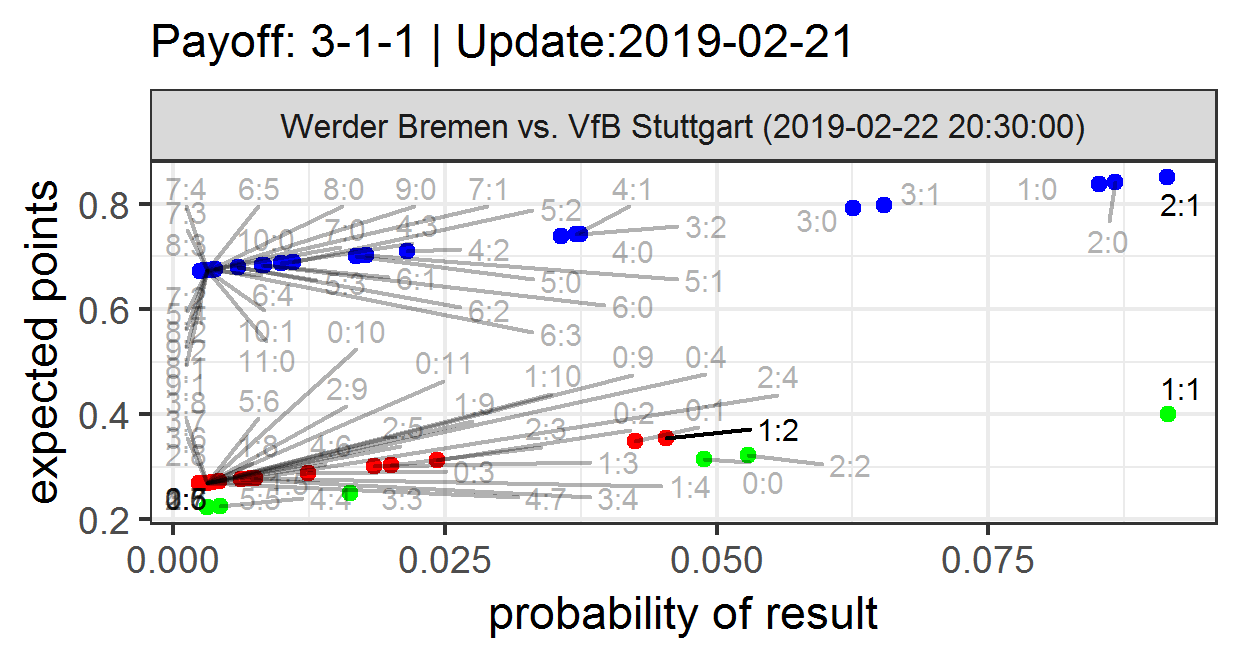 Payoff: 3-1-1 | Update:2019-02-21
Werder Bremen vs. VfB Stuttgart (2019-02-22 20:30:00)
expected points
0.8
0.6
0.4
0.2
7:4 6:5 8:0 9:0 7:1 4:1 3:1 1:0
7:3 5:2 2:1
8:3 10:0 7:0 4:3 4:2 3:2 3:0 2:0
4:0
5:3 6:1 5:0 5:1
6:4 6:2 6:0
10:1 0:10 6:3
11:0 0:9 0:4
9:1 0:11 1:10 2:4 1:1
3:8 5:6 2:9 1:9 0:2 0:1
2:5 2:3 1:2
1:8 4:6 0:3 1:3 2:2
1:5 1:4 0:0
5:5 4:4 3:3 4:7 3:4
0.000 0.025 0.050 0.075
probability of result